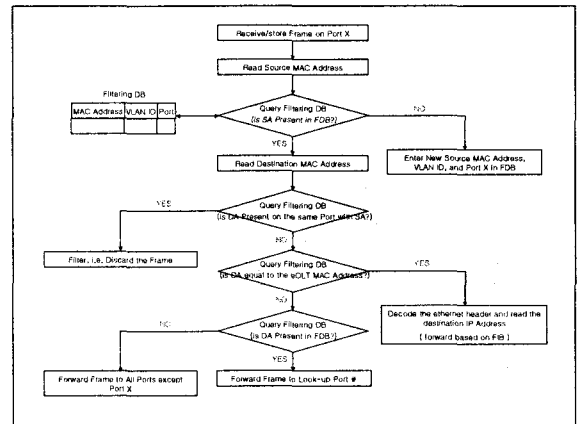 Receive/store Frame on Port X
Read Source MAC Address
Filtering DB
MAC Address VLAN ID Port
Query Filtering DB
(is SA Present in FDB?)
NO
YES
Enter New Source MAC Address,
VLAN ID, and Port X in FDB
Read Destination MAC Address
Query Filtering DB
(is DA Present on the same Port with SA?)
YES
NO
Filter, i.e. Discard the Frame
Query Filtering DB
(is DA equal to the eOLT MAC Address?)
YES
NO
Decode the ethernet header and read the
destination IP Address
( forward based on FIB )
Query Filtering DB
(is DA Present in FDB?)
NO
YES
Forward Frame to All Ports except
Port X
Forward Frame to Look-up Port #